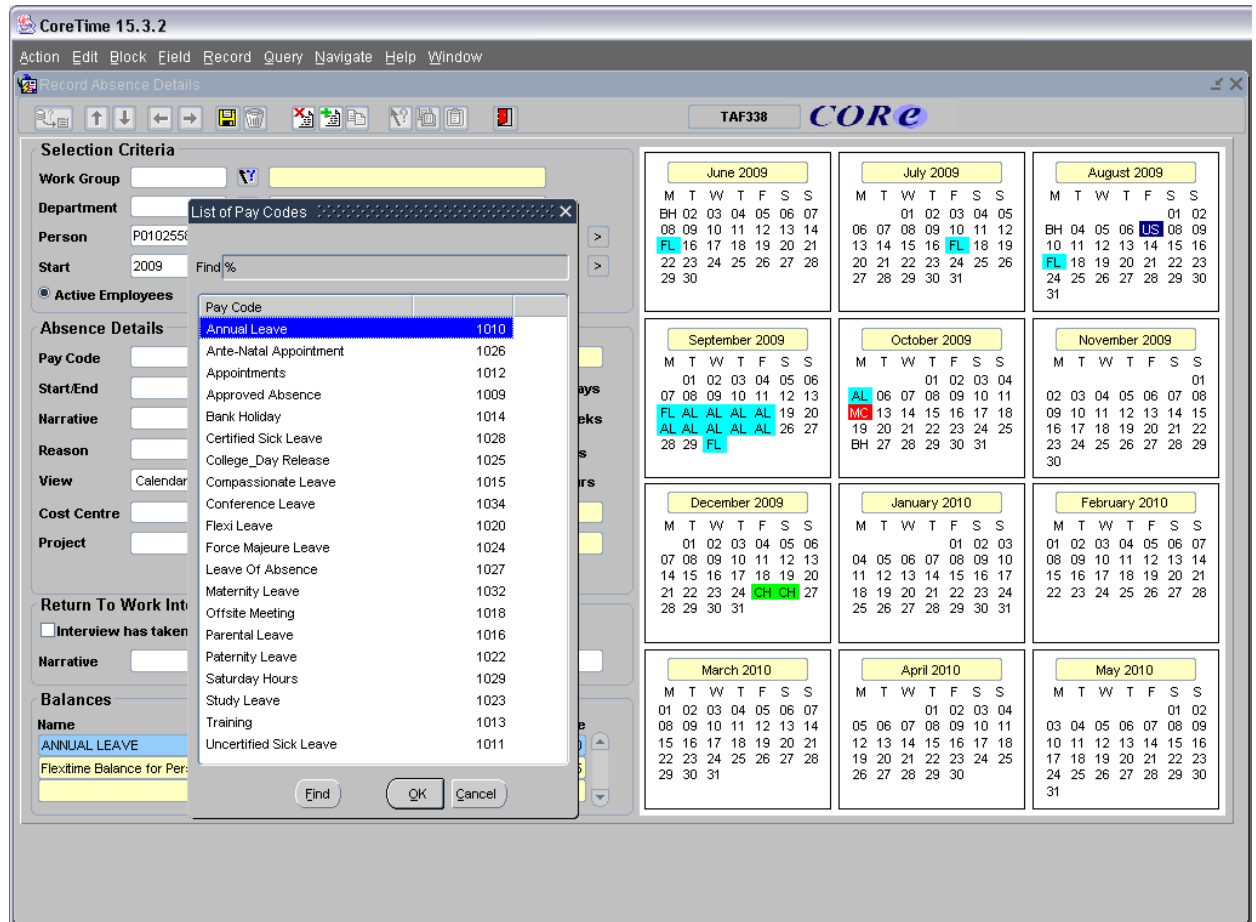 CoreTime 15.3.2
Action Edit Block Field Record Query Navigate Help Window
Record Absence Details
TAF338 CORe
Selection Criteria
Work Group
Department
Person P0102558
Start 2009
Active Employees
Absence Details
Pay Code
Start/End
Narrative
Reason
View Calendar
Cost Centre
Project
Return To Work Int
Interview has taken
Narrative
Balances
Name
ANNUAL LEAVE
Flexitime Balance for Per
List of Pay Codes
Find %
Pay Code
Annual Leave 1010
Ante-Natal Appointment 1026
Appointments 1012
Approved Absence 1009
Bank Holiday 1014
Certified Sick Leave 1028
College_Day Release 1025
Compassionate Leave 1015
Conference Leave 1034
Flexi Leave 1020
Force Majeure Leave 1024
Leave Of Absence 1027
Maternity Leave 1032
Offsite Meeting 1018
Parental Leave 1016
Paternity Leave 1022
Saturday Hours 1029
Study Leave 1023
Training 1013
Uncertified Sick Leave 1011
Find OK Cancel
> 
>
ays
eks
s
urs
June 2009
M T W T F S S
BH 02 03 04 05 06 07
08 09 10 11 12 13 14
FL 16 17 18 19 20 21
22 23 24 25 26 27 28
29 30
July 2009
M T W T F S S
01 02 03 04 05
06 07 08 09 10 11 12
13 14 15 16 FL 18 19
20 21 22 23 24 25 26
27 28 29 30 31
August 2009
M T W T F S S
01 02
BH 04 05 06 US 08 09
10 11 12 13 14 15 16
FL 18 19 20 21 22 23
24 25 26 27 28 29 30
31
September 2009
M T W T F S S
01 02 03 04 05 06
07 08 09 10 11 12 13
FL AL AL AL AL 19 20
AL AL AL AL AL 26 27
28 29 FL
October 2009
M T W T F S S
01 02 03 04
AL 06 07 08 09 10 11
MC 13 14 15 16 17 18
19 20 21 22 23 24 25
BH 27 28 29 30 31
November 2009
M T W T F S S
01
02 03 04 05 06 07 08
09 10 11 12 13 14 15
16 17 18 19 20 21 22
23 24 25 26 27 28 29
30
December 2009
M T W T F S S
01 02 03 04 05 06
07 08 09 10 11 12 13
14 15 16 17 18 19 20
21 22 23 24 CH CH 27
28 29 30 31
January 2010
M T W T F S S
01 02 03
04 05 06 07 08 09 10
11 12 13 14 15 16 17
18 19 20 21 22 23 24
25 26 27 28 29 30 31
February 2010
M T W T F S S
01 02 03 04 05 06 07
08 09 10 11 12 13 14
15 16 17 18 19 20 21
22 23 24 25 26 27 28
March 2010
M T W T F S S
01 02 03 04 05 06 07
08 09 10 11 12 13 14
15 16 17 18 19 20 21
22 23 24 25 26 27 28
29 30 31
April 2010
M T W T F S S
01 02 03 04
05 06 07 08 09 10 11
12 13 14 15 16 17 18
19 20 21 22 23 24 25
26 27 28 29 30
May 2010
M T W T F S S
01 02
03 04 05 06 07 08 09
10 11 12 13 14 15 16
17 18 19 20 21 22 23
24 25 26 27 28 29 30
31